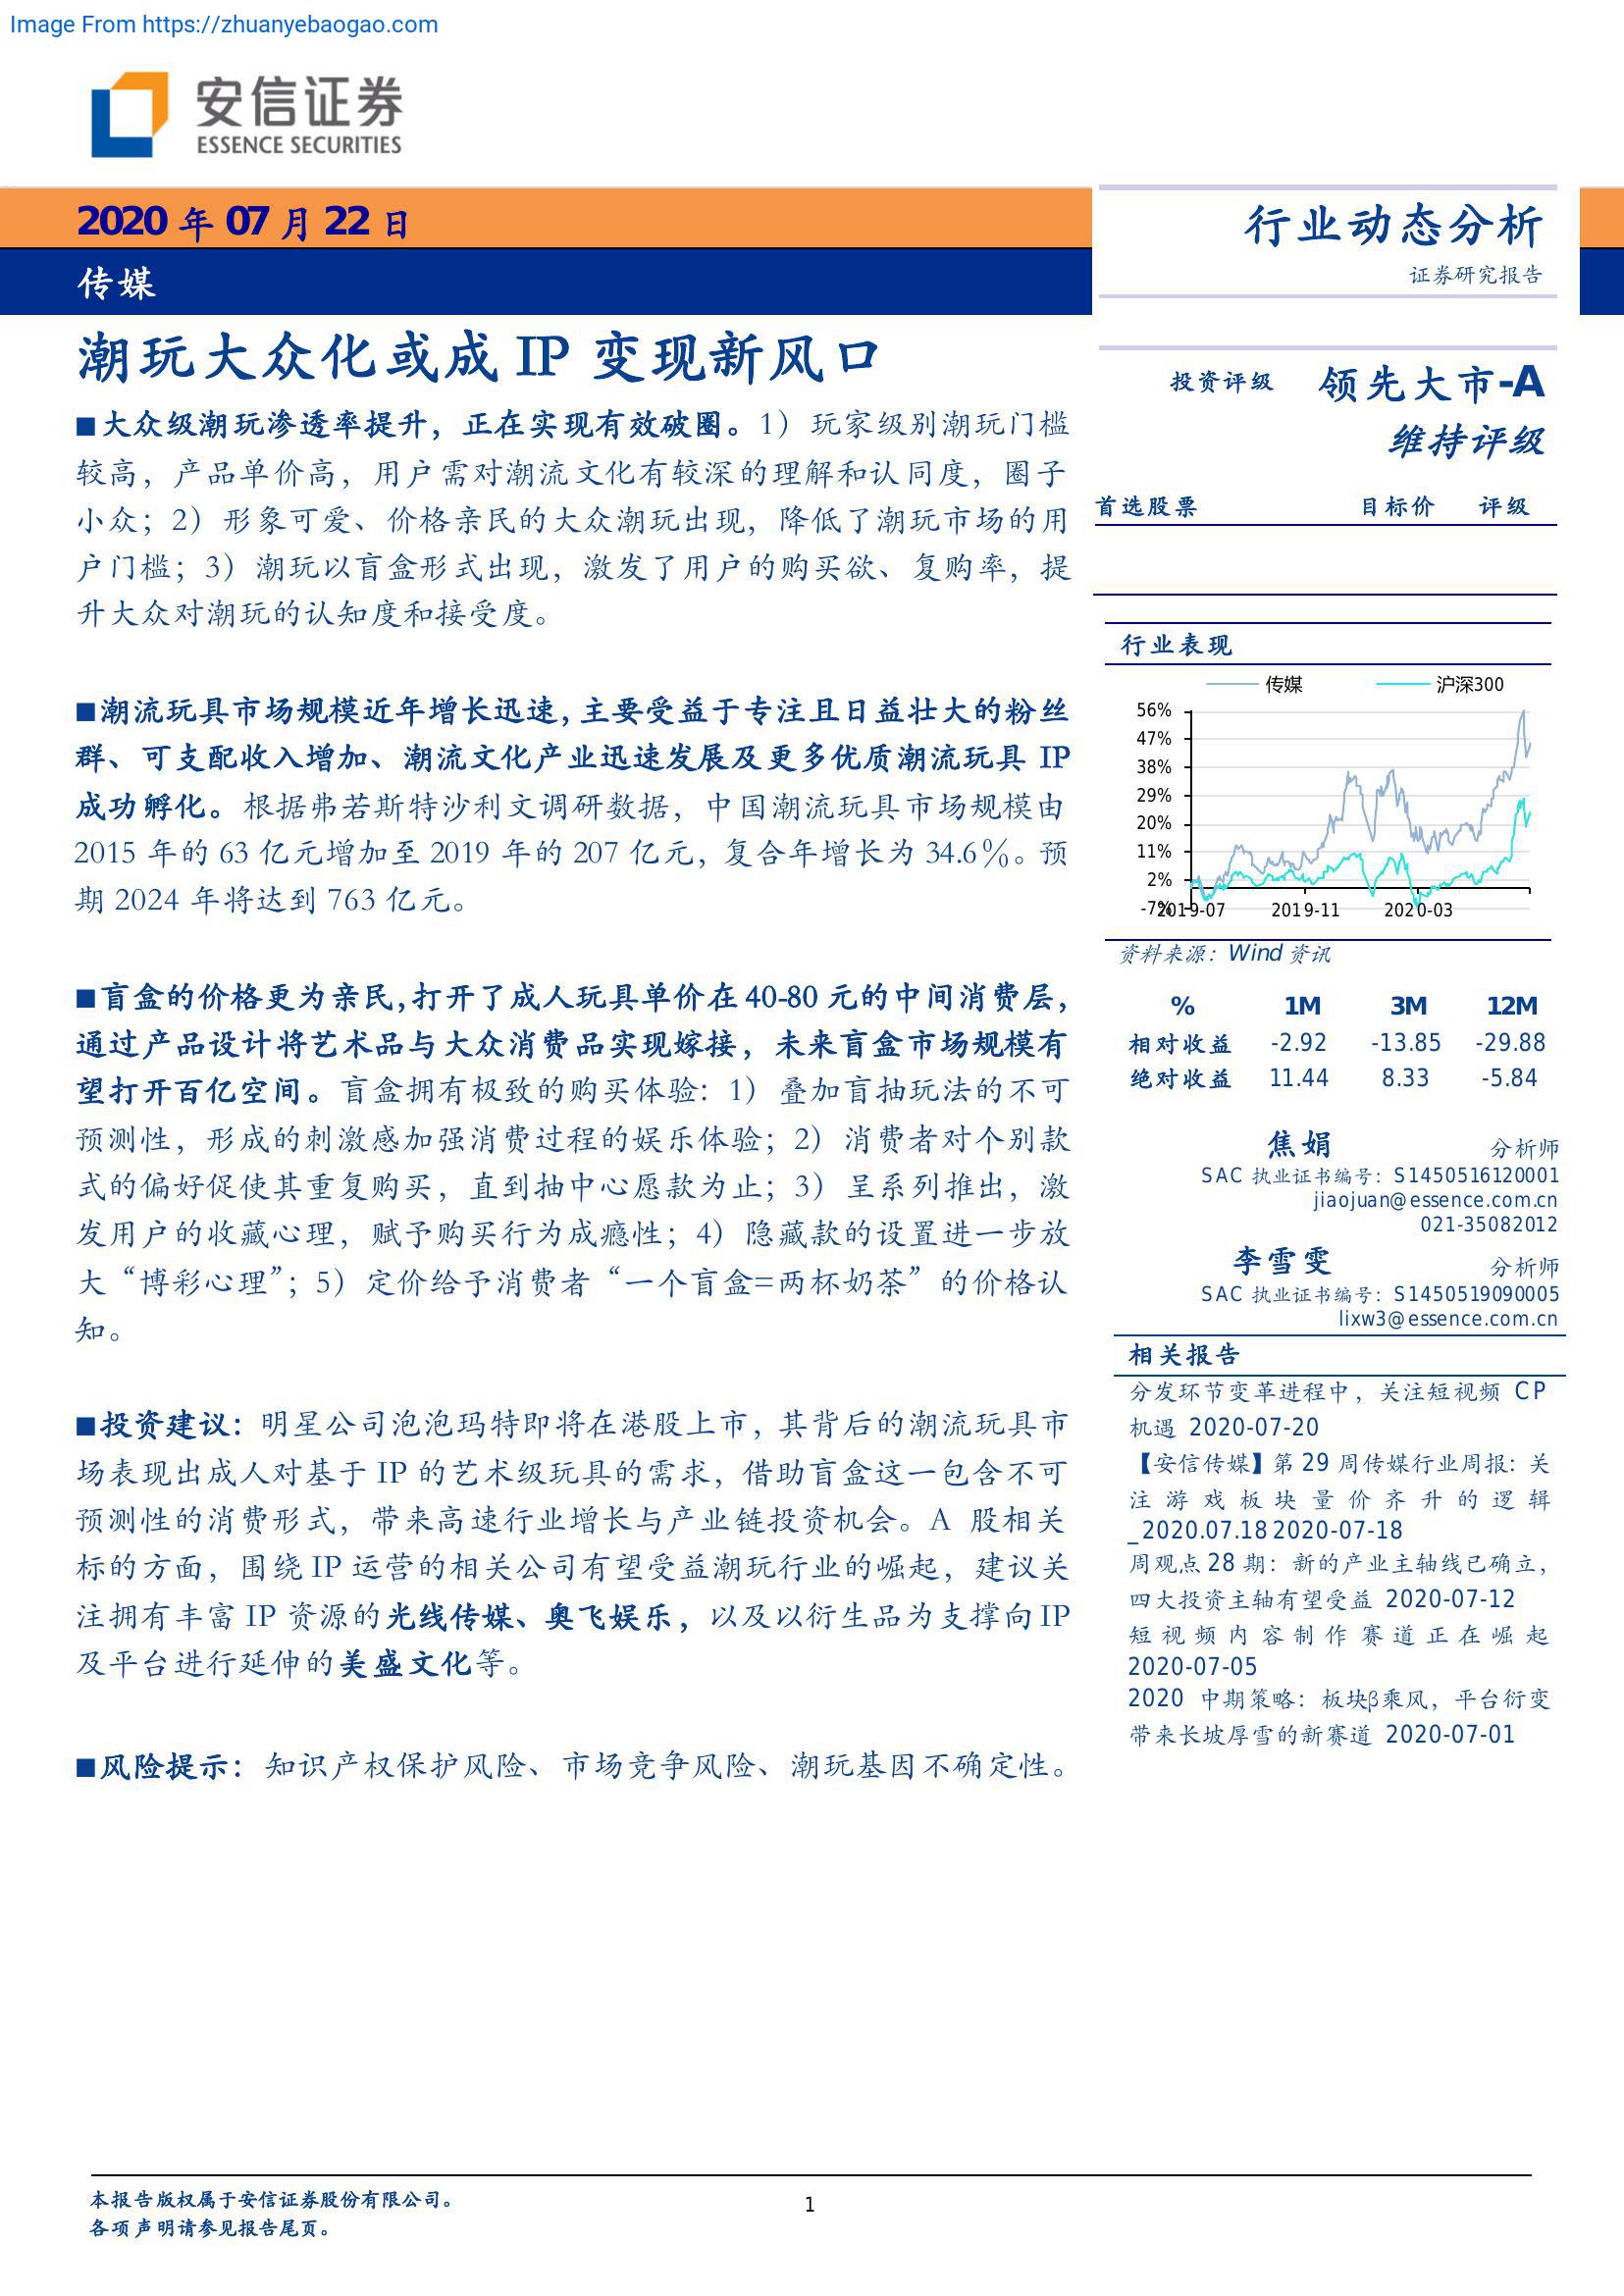 Image From https://zhuanyebaogao.com
安信证券
ESSENCE SECURITIES
2020 年 07 月 22 日
传媒
行业动态分析
证券研究报告
潮玩大众化或成 IP 变现新风口
■大众级潮玩渗透率提升，正在实现有效破圈。1）玩家级别潮玩门槛
较高，产品单价高，用户需对潮流文化有较深的理解和认同度，圈子
小众；2）形象可爱、价格亲民的大众潮玩出现，降低了潮玩市场的用
户门槛；3）潮玩以盲盒形式出现，激发了用户的购买欲、复购率，提
升大众对潮玩的认知度和接受度。
■潮流玩具市场规模近年增长迅速，主要受益于专注且日益壮大的粉丝
群、可支配收入增加、潮流文化产业迅速发展及更多优质潮流玩具 IP
成功孵化。根据弗若斯特沙利文调研数据，中国潮流玩具市场规模由
2015 年的 63 亿元增加至 2019 年的 207 亿元，复合年增长为 34.6%。预
期 2024 年将达到 763 亿元。
■盲盒的价格更为亲民，打开了成人玩具单价在 40-80 元的中间消费层，
通过产品设计将艺术品与大众消费品实现嫁接，未来盲盒市场规模有
望打开百亿空间。盲盒拥有极致的购买体验：1）叠加盲抽玩法的不可
预测性，形成的刺激感加强消费过程的娱乐体验；2）消费者对个别款
式的偏好促使其重复购买，直到抽中心愿款为止；3）呈系列推出，激
发用户的收藏心理，赋予购买行为成瘾性；4）隐藏款的设置进一步放
大“博彩心理”；5）定价给予消费者“一个盲盒=两杯奶茶”的价格认
知。
■投资建议：明星公司泡泡玛特即将在港股上市，其背后的潮流玩具市
场表现出成人对基于 IP 的艺术级玩具的需求，借助盲盒这一包含不可
预测性的消费形式，带来高速行业增长与产业链投资机会。A 股相关
标的方面，围绕 IP 运营的相关公司有望受益潮玩行业的崛起，建议关
注拥有丰富 IP 资源的光线传媒、奥飞娱乐，以及以衍生品为支撑向 IP
及平台进行延伸的美盛文化等。
■风险提示：知识产权保护风险、市场竞争风险、潮玩基因不确定性。
投资评级 领先大市-A
维持评级
首选股票 目标价 评级
行业表现
传媒 沪深300
56%
47%
38%
29%
20%
11%
2%
-7%
2019-07 2019-11 2020-03
资料来源：Wind 资讯
% 1M 3M 12M
相对收益 -2.92 -13.85 -29.88
绝对收益 11.44 8.33 -5.84
焦娟 分析师
SAC 执业证书编号：S1450516120001
jiaojuan@essence.com.cn
021-35082012
李雪雯 分析师
SAC 执业证书编号：S1450519090005
lixw3@essence.com.cn
相关报告
分发环节变革进程中，关注短视频 CP
机遇 2020-07-20
【安信传媒】第 29 周传媒行业周报：关
注游戏板块量价齐升的逻辑
_2020.07.18 2020-07-18
周观点 28 期：新的产业主轴线已确立，
四大投资主轴有望受益 2020-07-12
短视频内容制作赛道正在崛起
2020-07-05
2020 中期策略：板块β乘风，平台衍变
带来长坡厚雪的新赛道 2020-07-01
本报告版权属于安信证券股份有限公司。
各项声明请参见报告尾页。
1